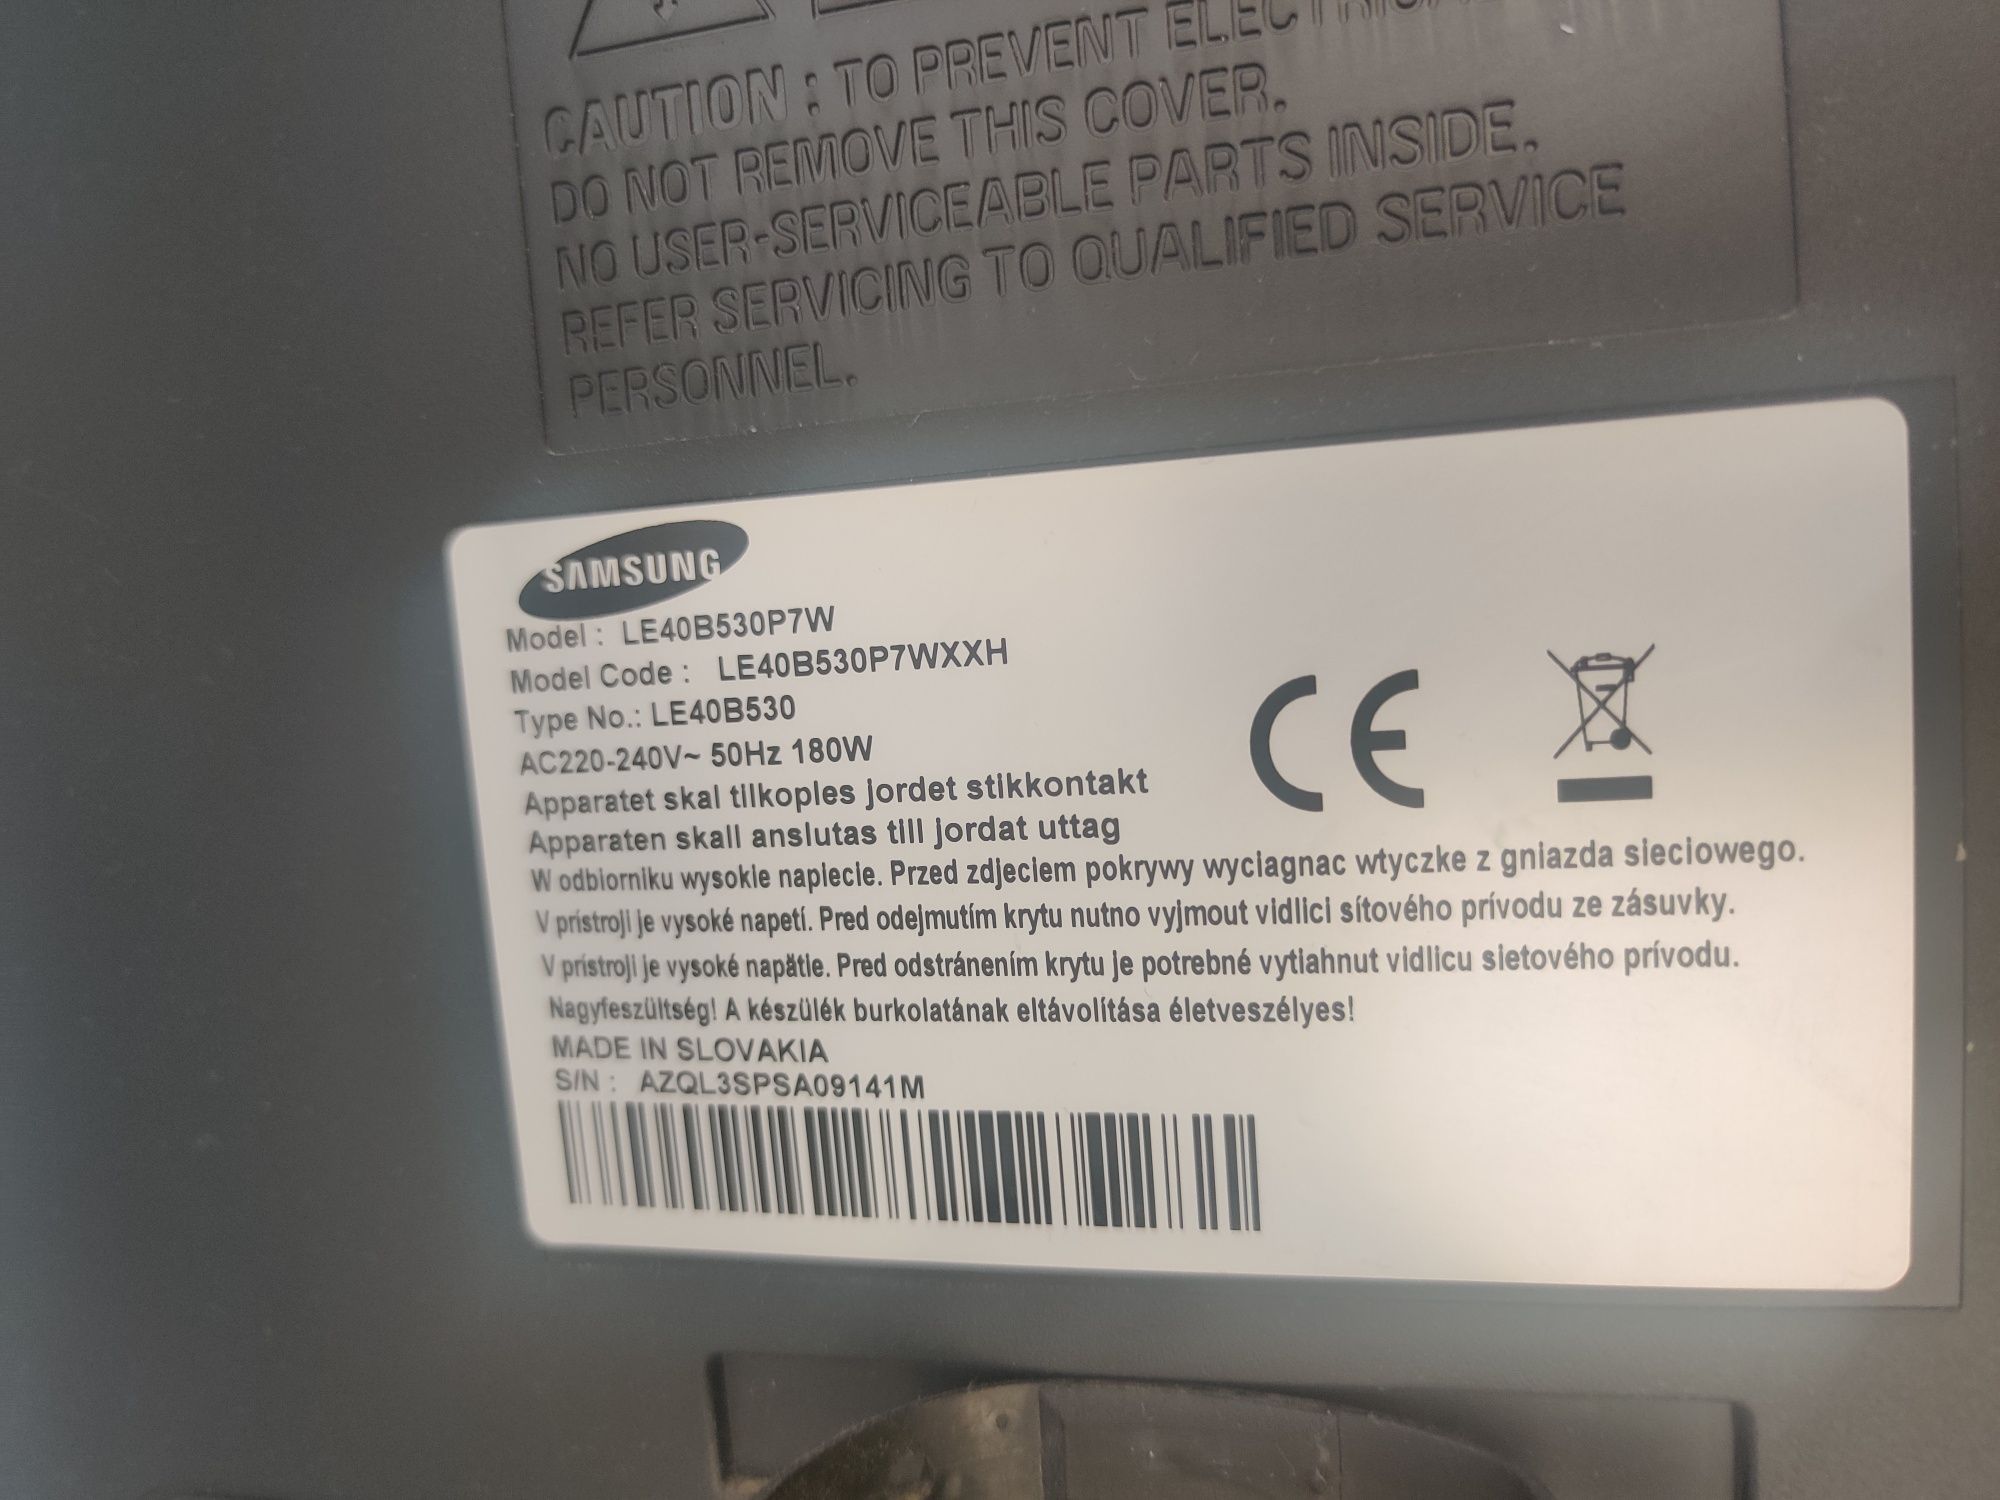 CAUTION : TO PREVENT ELECTRICAL
DO NOT REMOVE THIS COVER.
NO USER-SERVICEABLE PARTS INSIDE.
REFER SERVICING TO QUALIFIED SERVICE
PERSONNEL.
SAMSUNG
Model : LE40B530P7W
Model Code : LE40B530P7WXXH
Type No.: LE40B530
AC220-240V~ 50Hz 180W
Apparatet skal tilkoples jordet stikkontakt
Apparaten skall anslutas till jordat uttag
W odbiorniku wysokie napiecie. Przed zdjeciem pokrywy wyciagnac wtyczke z gniazda sieciowego.
V prístroji je vysoké napetí. Pred odejmutím krytu nutno vyjmout vidlici sítového prívodu ze zásuvky.
V prístroji je vysoké napätie. Pred odstránením krytu je potrebné vytiahnut vidlicu sietového prívodu.
Nagyfeszültség! A készülék burkolatának eltávolítása életveszélyes!
MADE IN SLOVAKIA
S/N : AZQL3SPSA09141M
CE